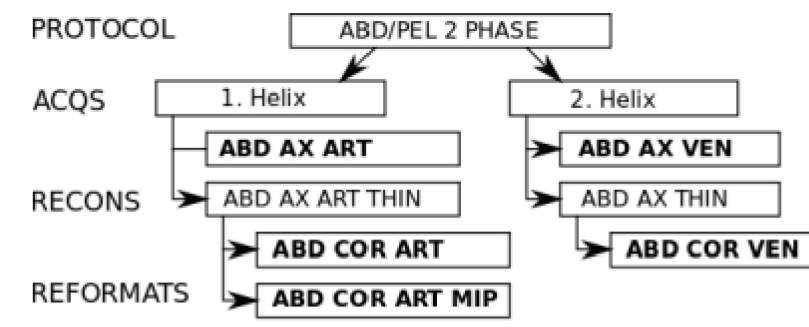 PROTOCOL ABD/PEL 2 PHASE
ACQS 1. Helix 2. Helix
ABD AX ART ABD AX VEN
RECONS ABD AX ART THIN ABD AX THIN
ABD COR ART ABD COR VEN
REFORMATS ABD COR ART MIP